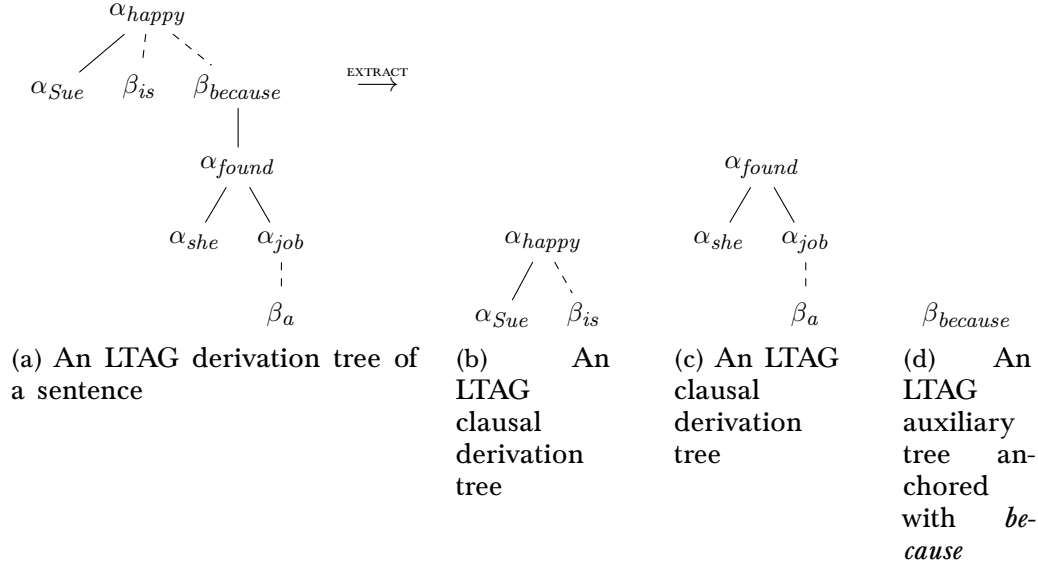 α_happy
α_Sue β_is β_because
EXTRACT
→
α_found
α_she α_job
β_a
(a) An LTAG derivation tree of
a sentence
α_happy
α_Sue β_is
(b) An
LTAG
clausal
derivation
tree
α_found
α_she α_job
β_a
(c) An LTAG
clausal
derivation
tree
β_because
(d) An
LTAG
auxiliary
tree an-
chored
with be-
cause